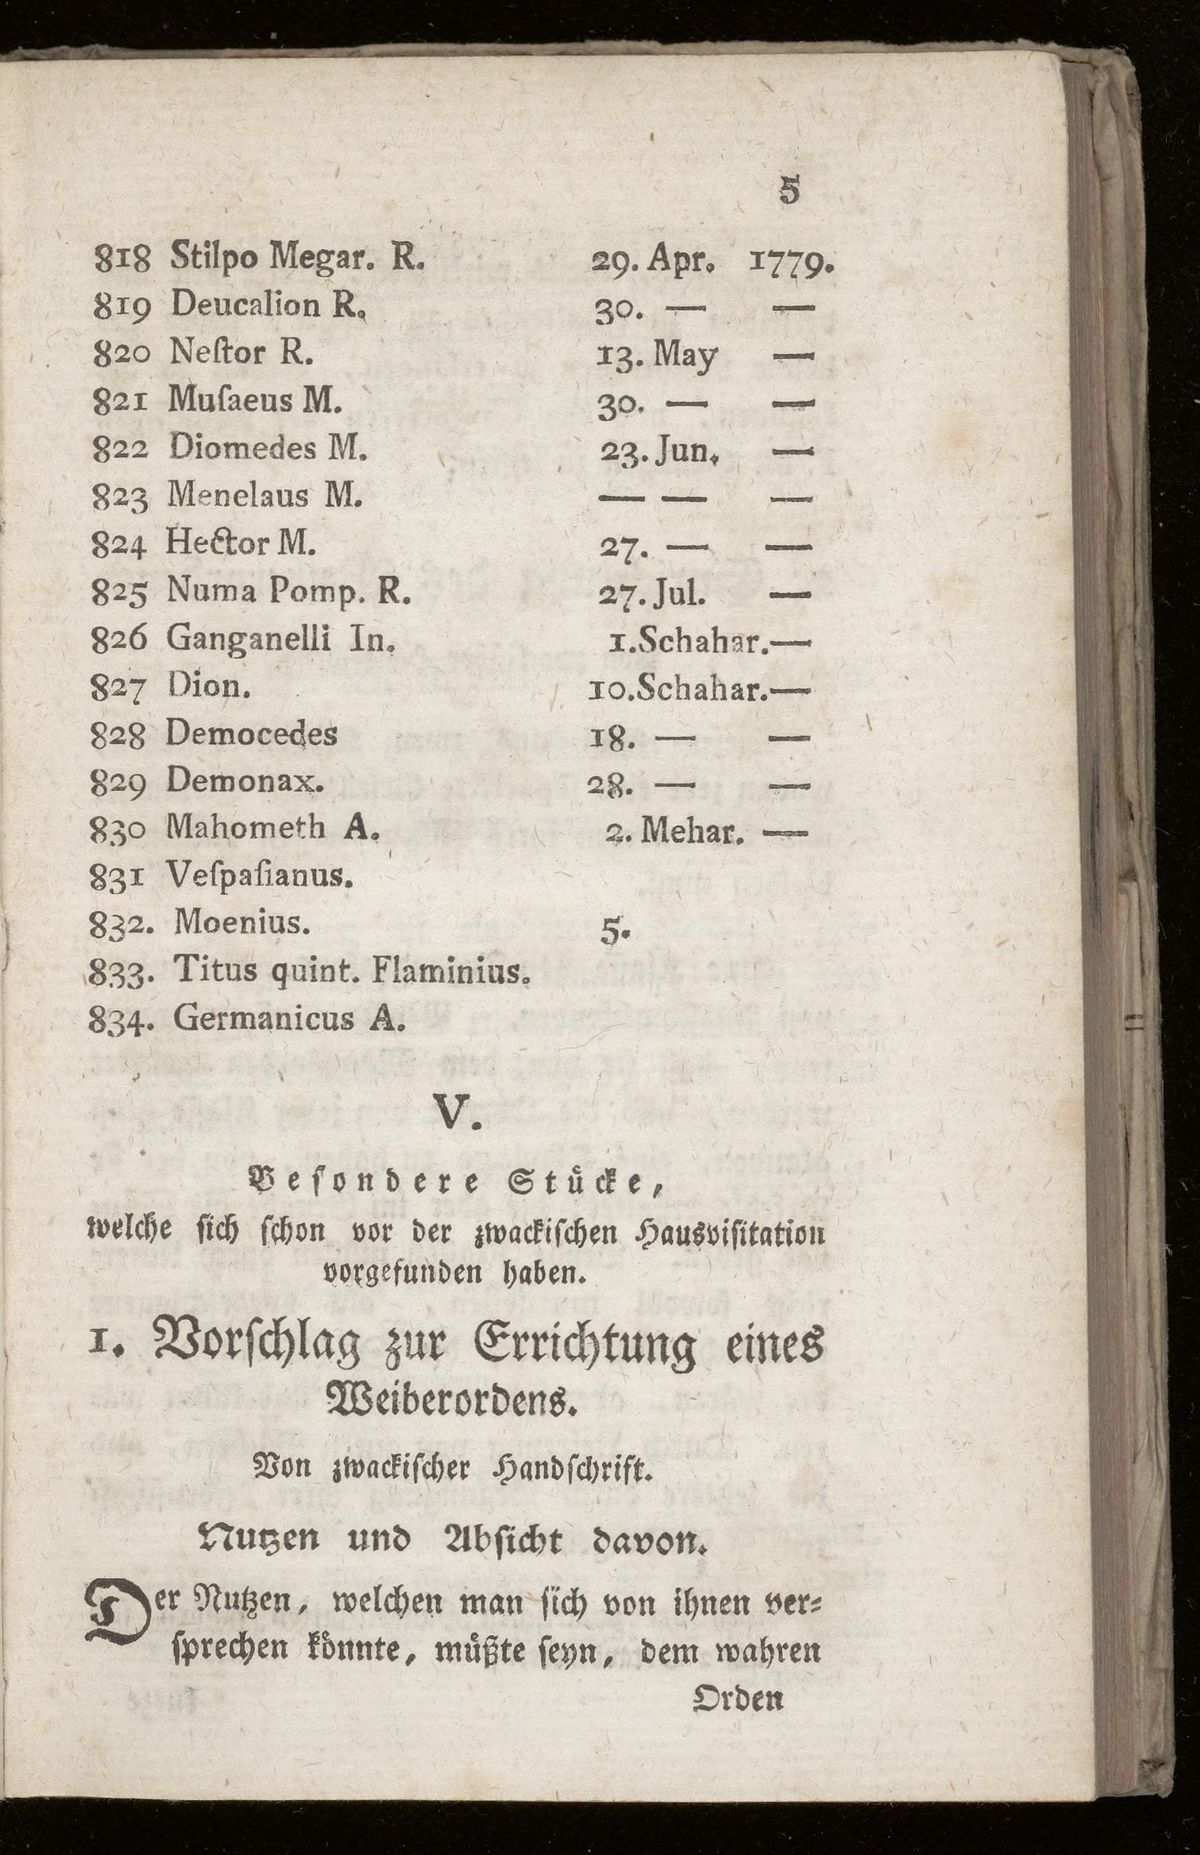 5
818 Stilpo Megar. R. 29. Apr. 1779.
819 Deucalion R. 30. — —
820 Neſtor R. 13. May —
821 Muſaeus M. 30. — —
822 Diomedes M. 23. Jun. —
823 Menelaus M. — — —
824 Hector M. 27. — —
825 Numa Pomp. R. 27. Jul. —
826 Ganganelli In. 1.Schahar.—
827 Dion. 10.Schahar.—
828 Democedes 18. — —
829 Demonax. 28. — —
830 Mahometh A. 2. Mehar. —
831 Veſpaſianus.
832. Moenius. 5.
833. Titus quint. Flaminius.
834. Germanicus A.
V.
Beſondere Stücke,
welche ſich ſchon vor der zwackiſchen Hausviſitation
vorgefunden haben.
1. Vorſchlag zur Errichtung eines
Weiberordens.
Von zwackiſcher Handſchrift.
Nutzen und Abſicht davon.
Der Nutzen, welchen man ſich von ihnen ver⸗
ſprechen könnte, müßte ſeyn, dem wahren
Orden